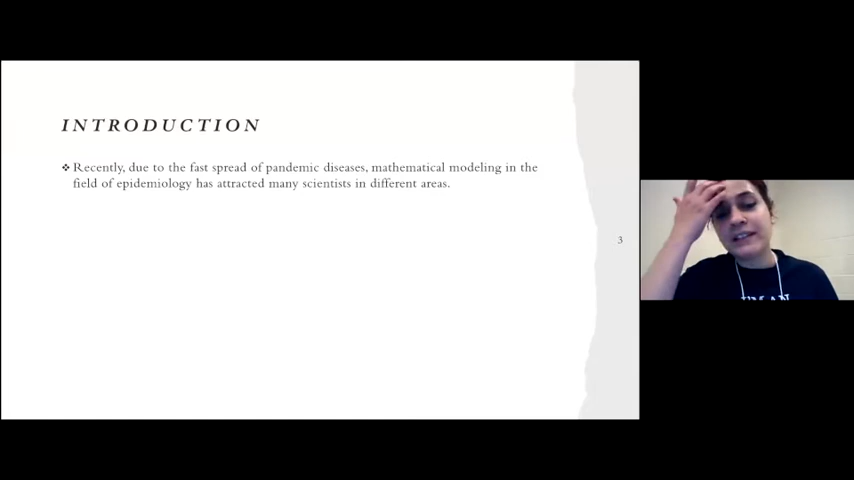 INTRODUCTION
❖ Recently, due to the fast spread of pandemic diseases, mathematical modeling in the
field of epidemiology has attracted many scientists in different areas.
3